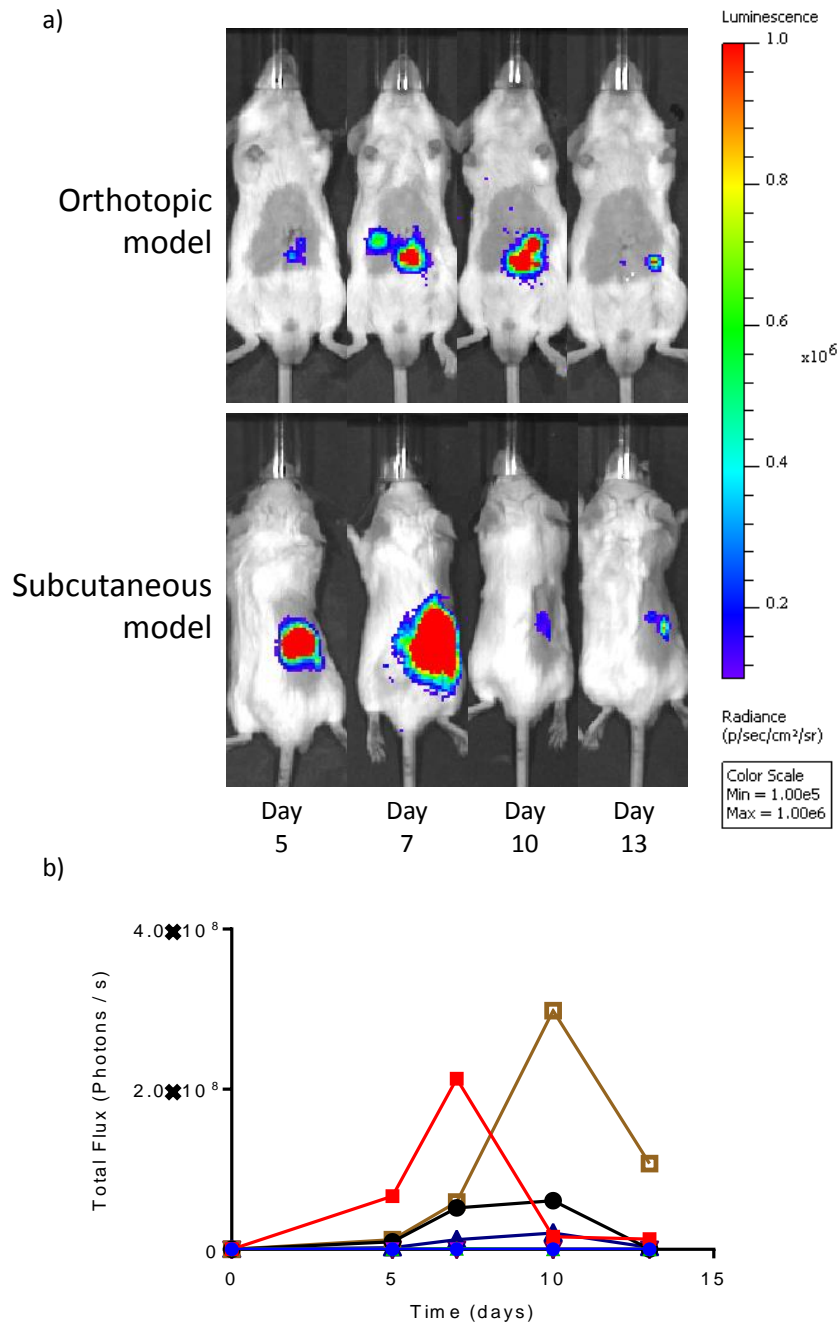 a)
Luminescence
1.0
0.8
0.6
x10⁶
0.4
0.2
Radiance
(p/sec/cm²/sr)
Color Scale
Min = 1.00e5
Max = 1.00e6
Orthotopic
model
Subcutaneous
model
Day
5
Day
7
Day
10
Day
13
b)
4.0✖10⁸
2.0✖10⁸
0
Total Flux (Photons / s)
0
5
10
15
Time (days)